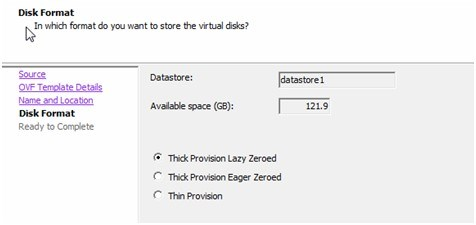 Disk Format
In which format do you want to store the virtual disks?
Source
OVF Template Details
Name and Location
Disk Format
Ready to Complete
Datastore:
datastore1
Available space (GB):
121.9
Thick Provision Lazy Zeroed
Thick Provision Eager Zeroed
Thin Provision